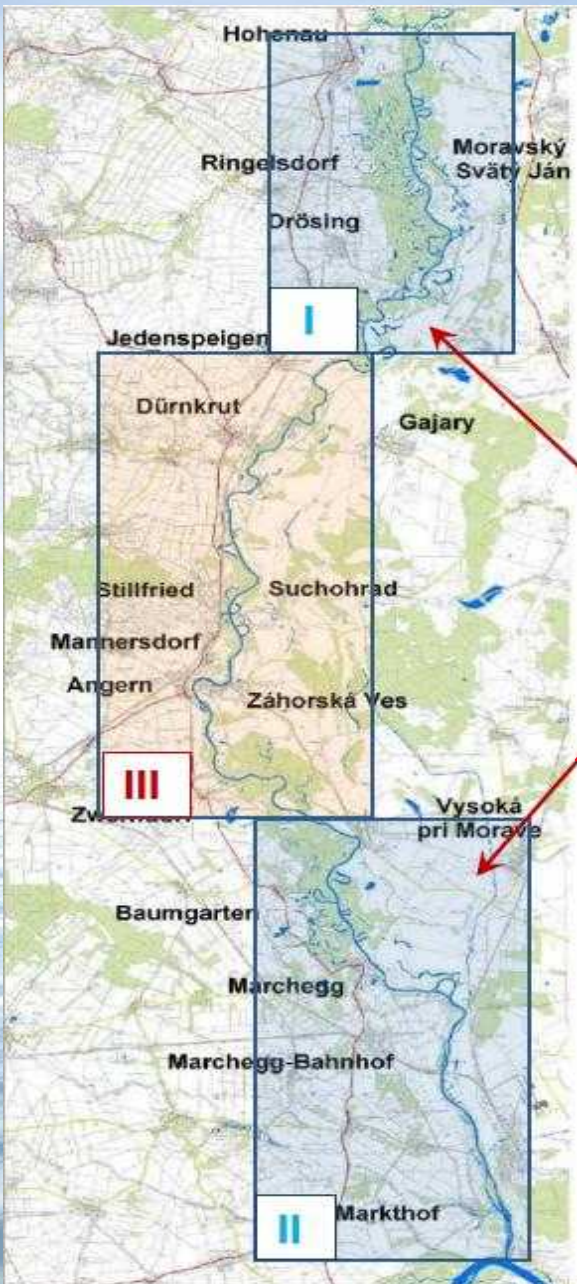 Hohenau
Ringelsdorf
Moravský
Svätý Ján
Drösing
I
Jedenspeigen
Dürnkrut
Gajary
Stillfried
Suchohrad
Mannersdorf
Angern
Záhorská Ves
III
Vysoká
pri Morave
Baumgarten
Marchegg
Marchegg-Bahnhof
Markthof
II